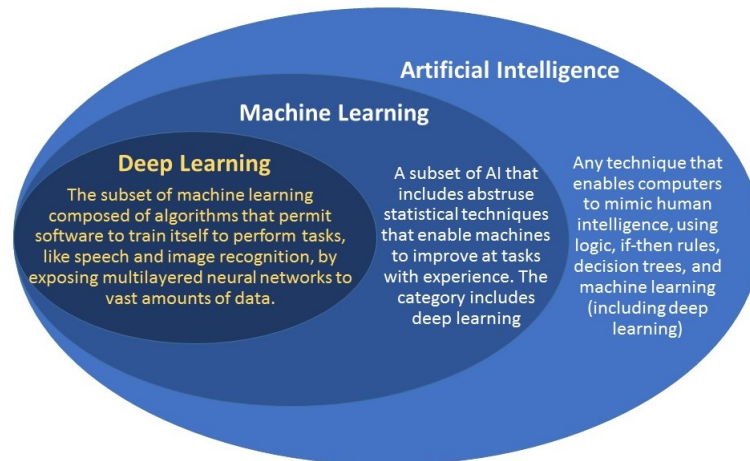 Artificial Intelligence
Machine Learning
Deep Learning
The subset of machine learning
composed of algorithms that permit
software to train itself to perform tasks,
like speech and image recognition, by
exposing multilayered neural networks to
vast amounts of data.
A subset of AI that
includes abstruse
statistical techniques
that enable machines
to improve at tasks
with experience. The
category includes
deep learning
Any technique that
enables computers
to mimic human
intelligence, using
logic, if-then rules,
decision trees, and
machine learning
(including deep
learning)